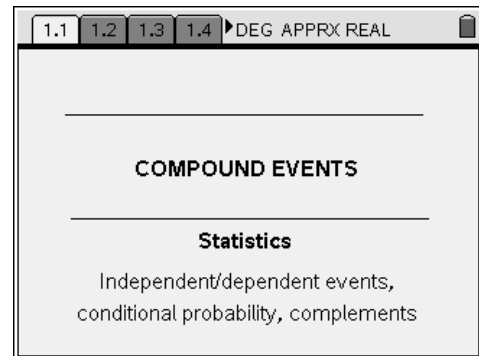 1.1 1.2 1.3 1.4 DEG APPRX REAL
COMPOUND EVENTS
Statistics
Independent/dependent events,
conditional probability, complements